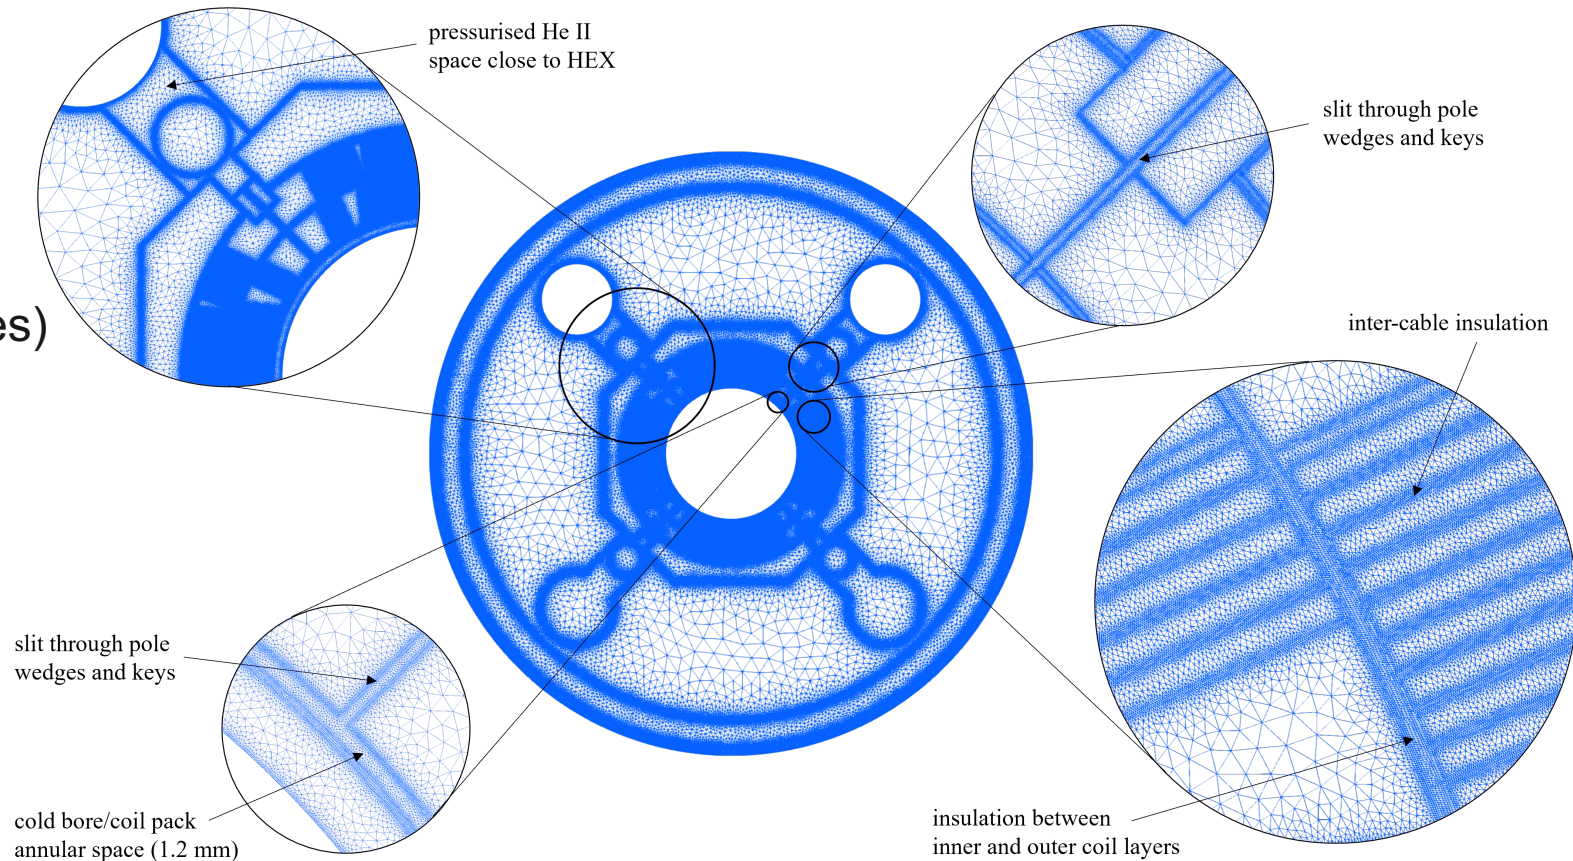 pressurised He II
space close to HEX
slit through pole
wedges and keys
es)
inter-cable insulation
slit through pole
wedges and keys
cold bore/coil pack
annular space (1.2 mm)
insulation between
inner and outer coil layers